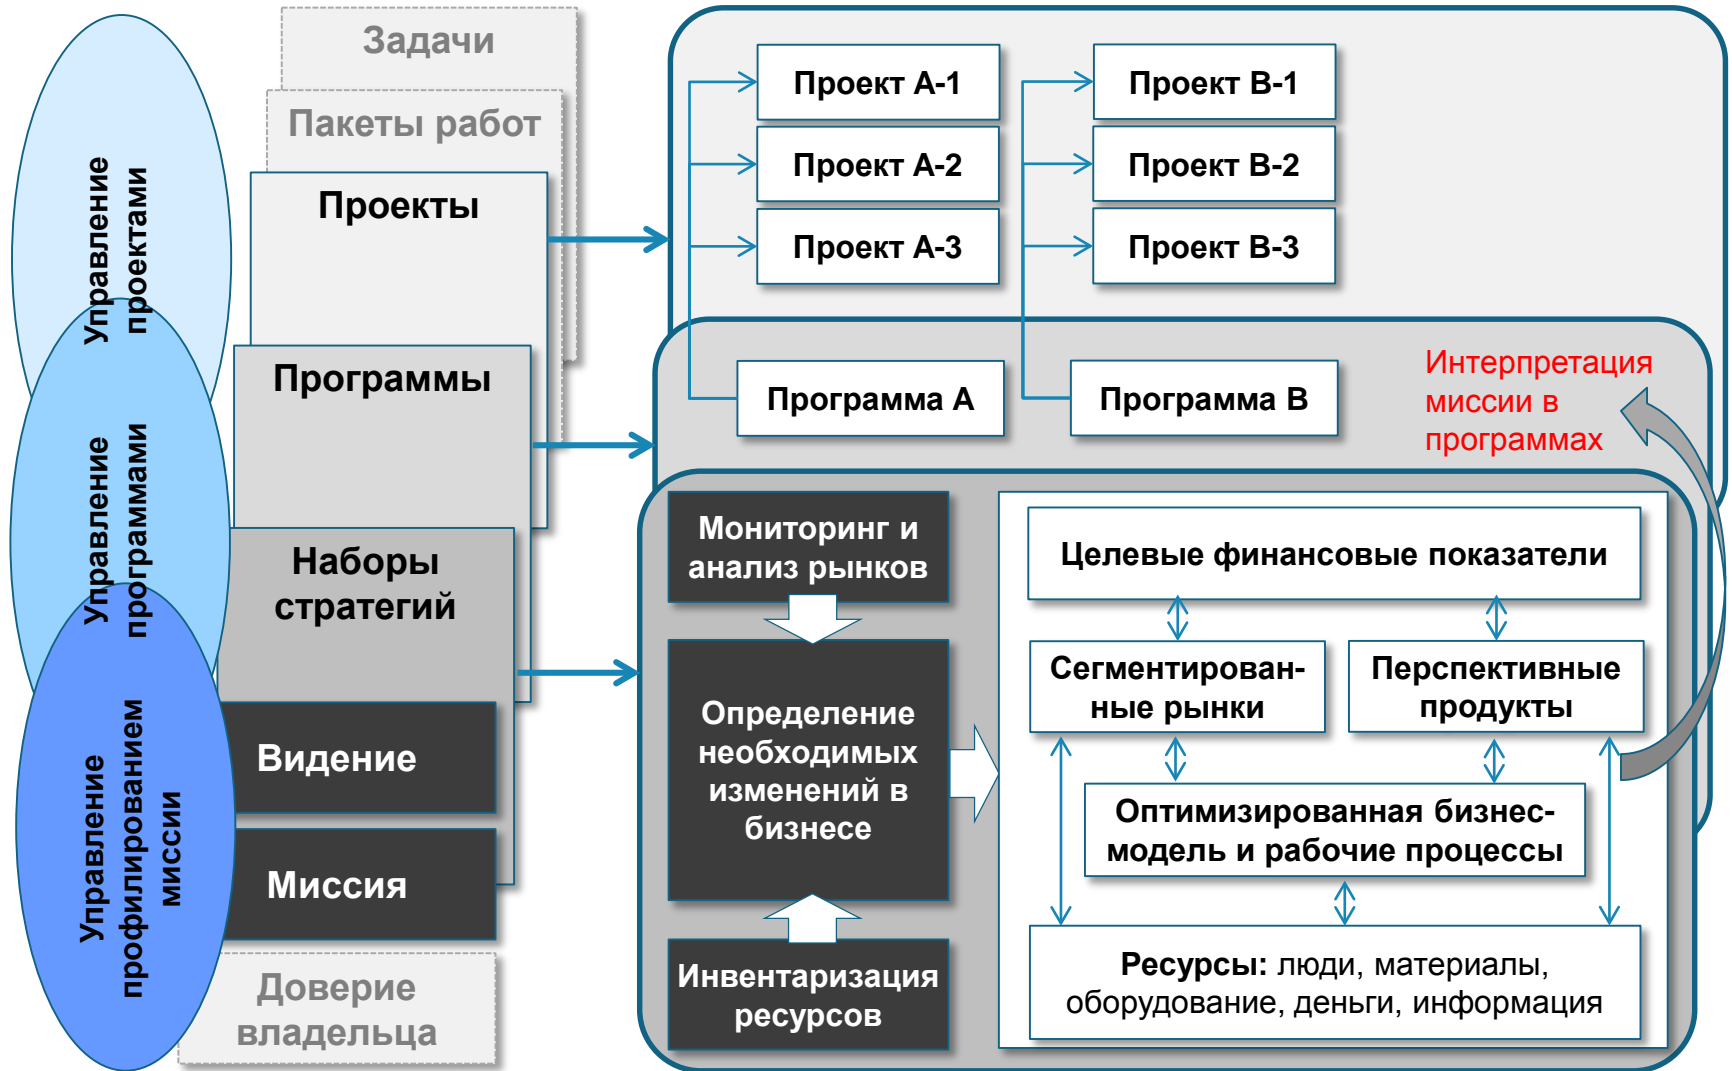 Управление
проектами
Управление
программами
Управление
профилированием
миссии
Задачи
Пакеты работ
Проекты
Программы
Наборы
стратегий
Видение
Миссия
Доверие
владельца
Проект А-1
Проект А-2
Проект А-3
Проект В-1
Проект В-2
Проект В-3
Программа А
Программа В
Интерпретация
миссии в
программах
Мониторинг и
анализ рынков
Определение
необходимых
изменений в
бизнесе
Инвентаризация
ресурсов
Целевые финансовые показатели
Сегментирован-
ные рынки
Перспективные
продукты
Оптимизированная бизнес-
модель и рабочие процессы
Ресурсы: люди, материалы,
оборудование, деньги, информация